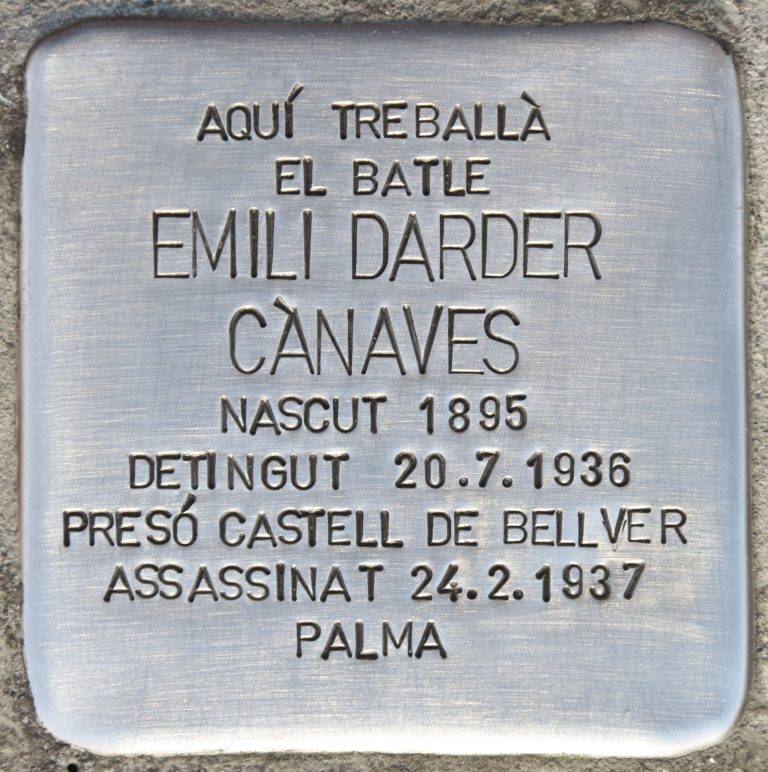 AQUÍ TREBALLÀ
EL BATLE
EMILI DARDER
CÀNAVES
NASCUT 1895
DETINGUT 20.7.1936
PRESÓ CASTELL DE BELLVER
ASSASSINAT 24.2.1937
PALMA